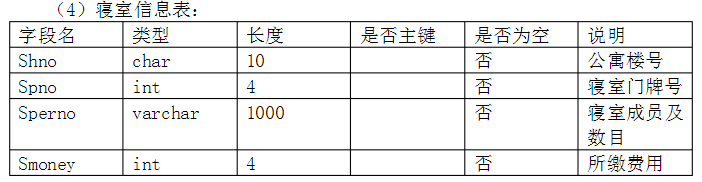 （4）寝室信息表：
字段名 类型 长度 是否主键 是否为空 说明
Shno char 10 否 公寓楼号
Spno int 4 否 寝室门牌号
Sperno varchar 1000 否 寝室成员及
数目
Smoney int 4 否 所缴费用